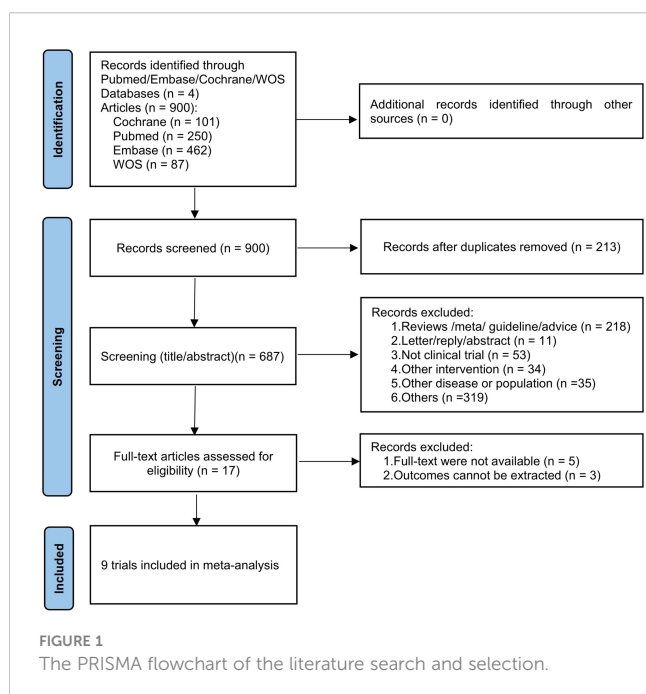 Identification
Records identified through
Pubmed/Embase/Cochrane/WOS
Databases (n = 4)
Articles (n = 900):
Cochrane (n = 101)
Pubmed (n = 250)
Embase (n = 462)
WOS (n = 87)
Additional records identified through other
sources (n = 0)
Screening
Records screened (n = 900)
Records after duplicates removed (n = 213)
Screening (title/abstract)(n = 687)
Records excluded:
1.Reviews /meta/ guideline/advice (n = 218)
2.Letter/reply/abstract (n = 11)
3.Not clinical trial (n = 53)
4.Other intervention (n = 34)
5.Other disease or population (n =35)
6.Others (n =319)
Full-text articles assessed for
eligibility (n = 17)
Records excluded:
1.Full-text were not available (n = 5)
2.Outcomes cannot be extracted (n = 3)
Included
9 trials included in meta-analysis
FIGURE 1
The PRISMA flowchart of the literature search and selection.